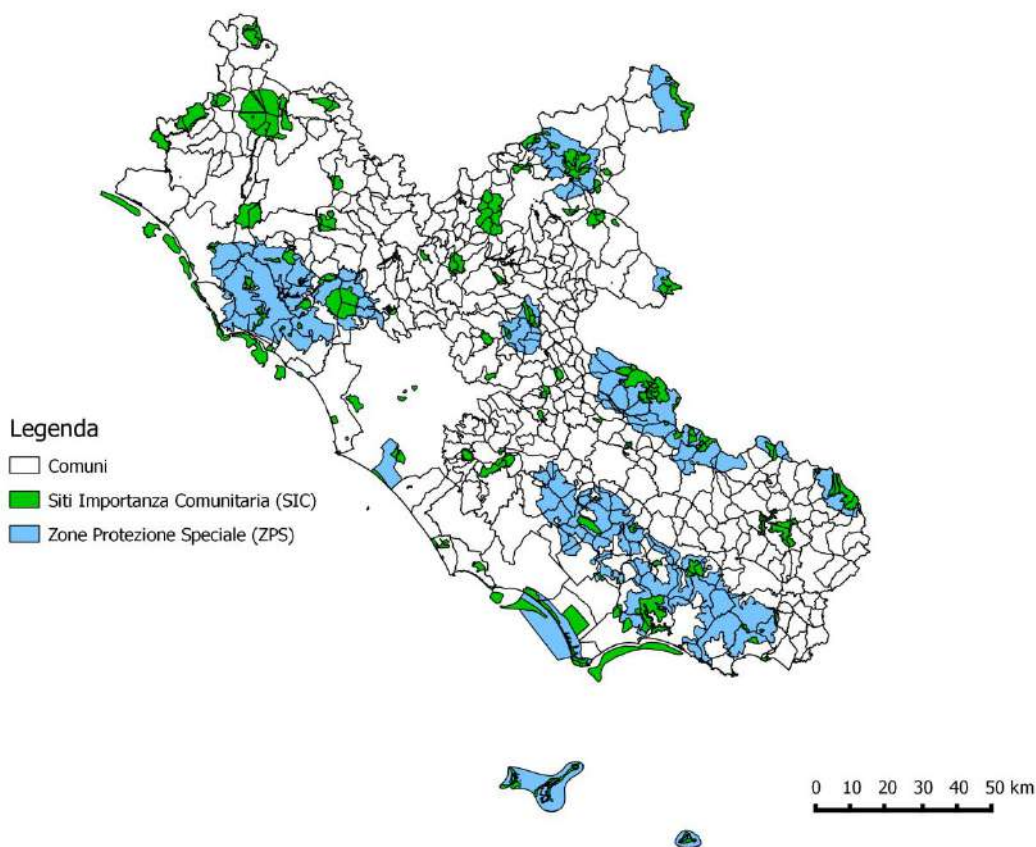 Legenda
Comuni
Siti Importanza Comunitaria (SIC)
Zone Protezione Speciale (ZPS)
0 10 20 30 40 50 km